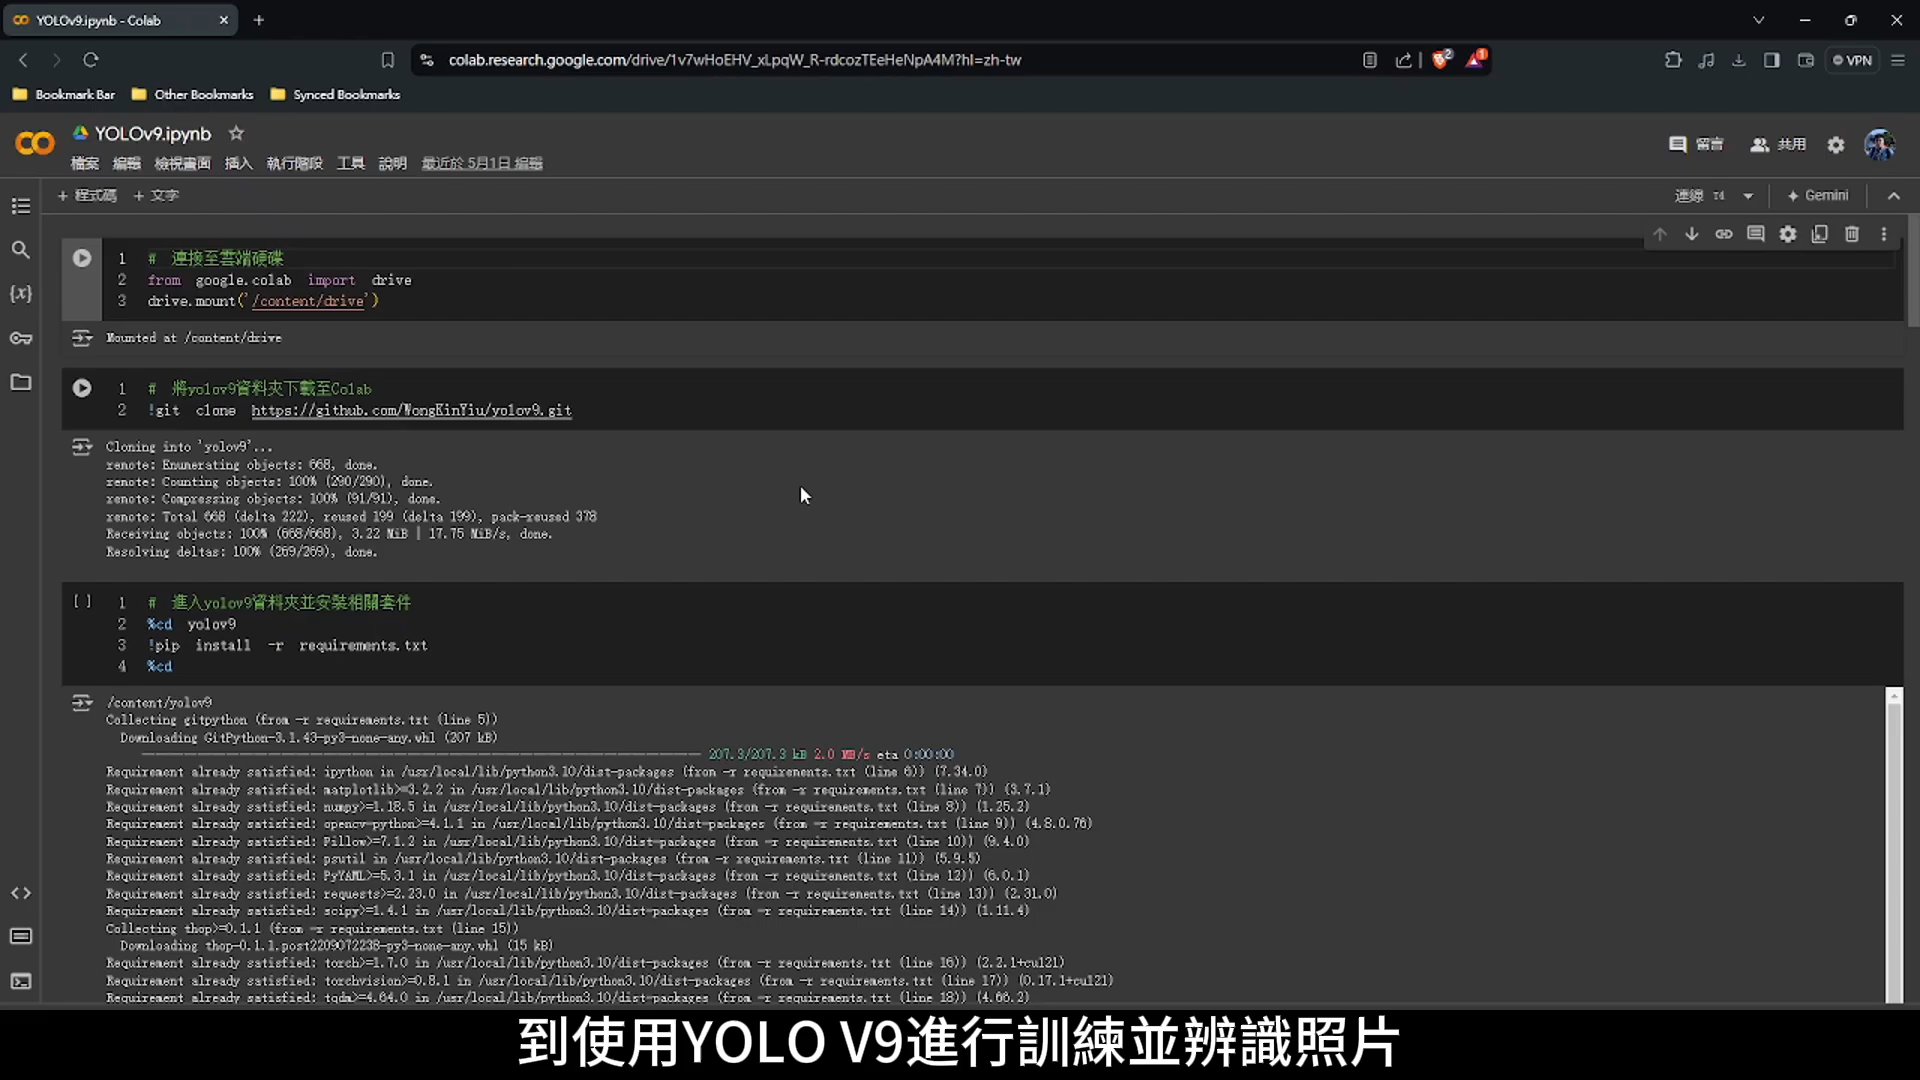 YOLOv9.ipynb - Colab
colab.research.google.com/drive/1v7wHoEHV_xLpqW_R-rdcozTEeHeNpA4M?hl=zh-tw
2
1
VPN
Bookmark Bar Other Bookmarks Synced Bookmarks
YOLOv9.ipynb
留言 共用
檔案 編輯 檢視畫面 插入 執行階段 工具 說明 最近於 5月1日 編輯
+ 程式碼 + 文字
連線 T4 Gemini
1 # 連接至雲端硬碟
2 from google.colab import drive
3 drive.mount('/content/drive')
Mounted at /content/drive
1 # 將yolov9資料夾下載至Colab
2 !git clone https://github.com/WongKinYiu/yolov9.git
Cloning into 'yolov9'...
remote: Enumerating objects: 668, done.
remote: Counting objects: 100% (290/290), done.
remote: Compressing objects: 100% (91/91), done.
remote: Total 668 (delta 222), reused 199 (delta 199), pack-reused 378
Receiving objects: 100% (668/668), 3.22 MiB | 17.75 MiB/s, done.
Resolving deltas: 100% (269/269), done.
[ ] 1 # 進入yolov9資料夾並安裝相關套件
2 %cd yolov9
3 !pip install -r requirements.txt
4 %cd
/content/yolov9
Collecting gitpython (from -r requirements.txt (line 5))
Downloading GitPython-3.1.43-py3-none-any.whl (207 kB)
207.3/207.3 kB 2.0 MB/s eta 0:00:00
Requirement already satisfied: ipython in /usr/local/lib/python3.10/dist-packages (from -r requirements.txt (line 6)) (7.34.0)
Requirement already satisfied: matplotlib>=3.2.2 in /usr/local/lib/python3.10/dist-packages (from -r requirements.txt (line 7)) (3.7.1)
Requirement already satisfied: numpy>=1.18.5 in /usr/local/lib/python3.10/dist-packages (from -r requirements.txt (line 8)) (1.25.2)
Requirement already satisfied: opencv-python>=4.1.1 in /usr/local/lib/python3.10/dist-packages (from -r requirements.txt (line 9)) (4.8.0.76)
Requirement already satisfied: Pillow>=7.1.2 in /usr/local/lib/python3.10/dist-packages (from -r requirements.txt (line 10)) (9.4.0)
Requirement already satisfied: psutil in /usr/local/lib/python3.10/dist-packages (from -r requirements.txt (line 11)) (5.9.5)
Requirement already satisfied: PyYAML>=5.3.1 in /usr/local/lib/python3.10/dist-packages (from -r requirements.txt (line 12)) (6.0.1)
Requirement already satisfied: requests>=2.23.0 in /usr/local/lib/python3.10/dist-packages (from -r requirements.txt (line 13)) (2.31.0)
Requirement already satisfied: scipy>=1.4.1 in /usr/local/lib/python3.10/dist-packages (from -r requirements.txt (line 14)) (1.11.4)
Collecting thop>=0.1.1 (from -r requirements.txt (line 15))
Downloading thop-0.1.1.post2209072238-py3-none-any.whl (15 kB)
Requirement already satisfied: torch>=1.7.0 in /usr/local/lib/python3.10/dist-packages (from -r requirements.txt (line 16)) (2.2.1+cu121)
Requirement already satisfied: torchvision>=0.8.1 in /usr/local/lib/python3.10/dist-packages (from -r requirements.txt (line 17)) (0.17.1+cu121)
Requirement already satisfied: tqdm>=4.64.0 in /usr/local/lib/python3.10/dist-packages (from -r requirements.txt (line 18)) (4.66.2)
到使用YOLO V9進行訓練並辨識照片